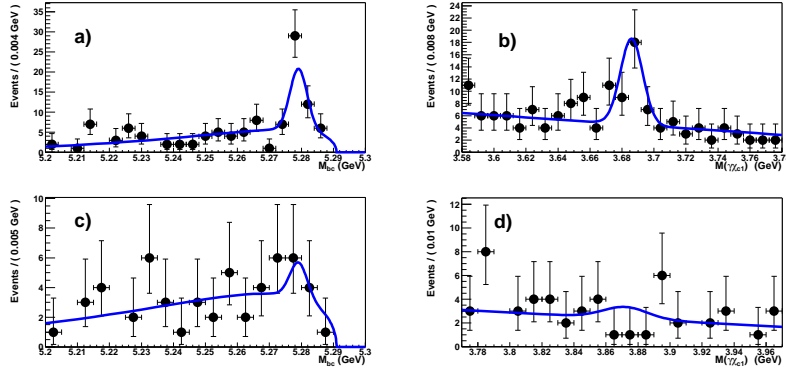 a)
Events / ( 0.004 GeV )
35
30
25
20
15
10
5
0
5.2 5.21 5.22 5.23 5.24 5.25 5.26 5.27 5.28 5.29 5.3
M_bc (GeV)
b)
Events / ( 0.008 GeV )
24
22
20
18
16
14
12
10
8
6
4
2
0
3.58 3.6 3.62 3.64 3.66 3.68 3.7 3.72 3.74 3.76 3.7
M(γχ_c1) (GeV)
c)
Events / ( 0.005 GeV )
10
8
6
4
2
0
5.2 5.21 5.22 5.23 5.24 5.25 5.26 5.27 5.28 5.29 5.3
M_bc (GeV)
d)
Events / ( 0.01 GeV )
12
10
8
6
4
2
0
3.78 3.8 3.82 3.84 3.86 3.88 3.9 3.92 3.94 3.96
M(γχ_c1) (GeV)